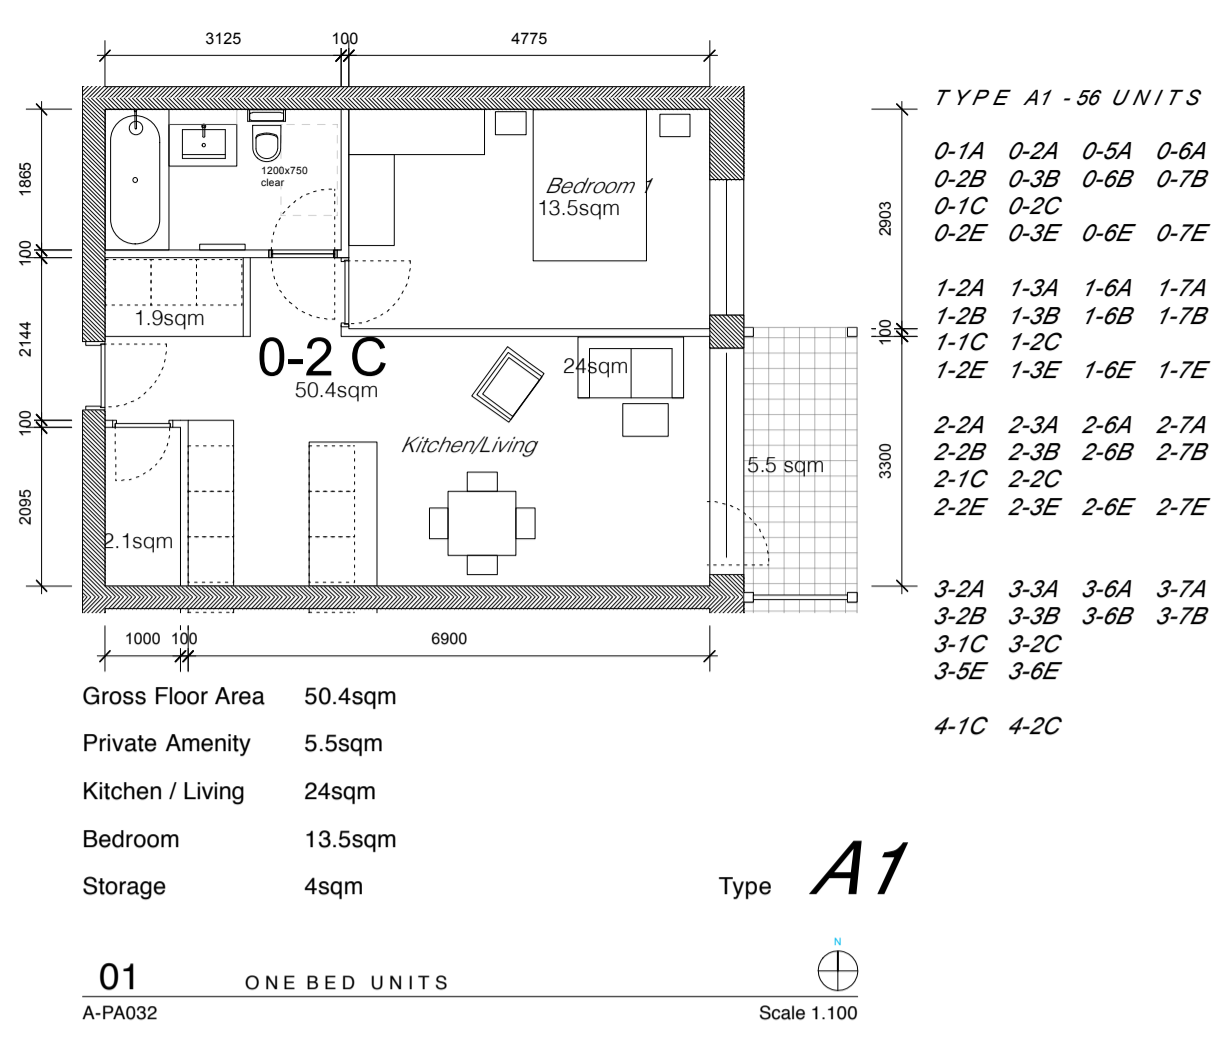 3125 100 4775
TYPE A1 - 56 UNITS
0-1A 0-2A 0-5A 0-6A
0-2B 0-3B 0-6B 0-7B
0-1C 0-2C
0-2E 0-3E 0-6E 0-7E
1-2A 1-3A 1-6A 1-7A
1-2B 1-3B 1-6B 1-7B
1-1C 1-2C
1-2E 1-3E 1-6E 1-7E
2-2A 2-3A 2-6A 2-7A
2-2B 2-3B 2-6B 2-7B
2-1C 2-2C
2-2E 2-3E 2-6E 2-7E
3-2A 3-3A 3-6A 3-7A
3-2B 3-3B 3-6B 3-7B
3-1C 3-2C
3-5E 3-6E
4-1C 4-2C
1865
100
2144
100
2095
1200x750
clear
Bedroom 1
13.5sqm
2903
100
3300
1.9sqm
0-2 C
50.4sqm
24sqm
Kitchen/Living
5.5 sqm
2.1sqm
1000 100 6900
Gross Floor Area 50.4sqm
Private Amenity 5.5sqm
Kitchen / Living 24sqm
Bedroom 13.5sqm
Storage 4sqm
Type A1
N
01 ONE BED UNITS
A-PA032 Scale 1.100